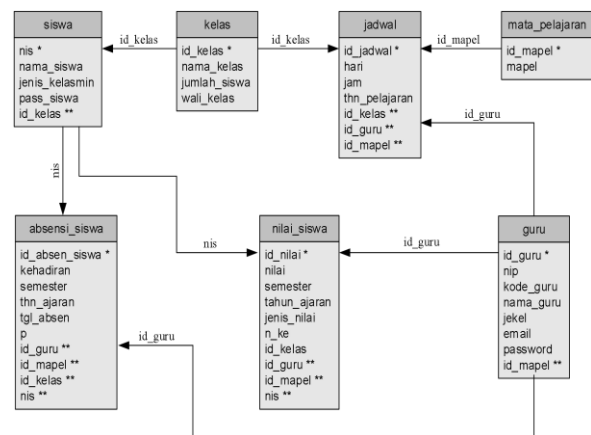 siswa
nis *
nama_siswa
jenis_kelasmin
pass_siswa
id_kelas **
id_kelas
kelas
id_kelas *
nama_kelas
jumlah_siswa
wali_kelas
id_kelas
jadwal
id_jadwal *
hari
jam
thn_pelajaran
id_kelas **
id_guru **
id_mapel **
id_mapel
mata_pelajaran
id_mapel *
mapel
id_guru
nis
nis
absensi_siswa
id_absen_siswa *
kehadiran
semester
thn_ajaran
tgl_absen
p
id_guru **
id_mapel **
id_kelas **
nis **
id_guru
nilai_siswa
id_nilai *
nilai
semester
tahun_ajaran
jenis_nilai
n_ke
id_kelas
id_guru **
id_mapel **
nis **
id_guru
guru
id_guru *
nip
kode_guru
nama_guru
jekel
email
password
id_mapel **